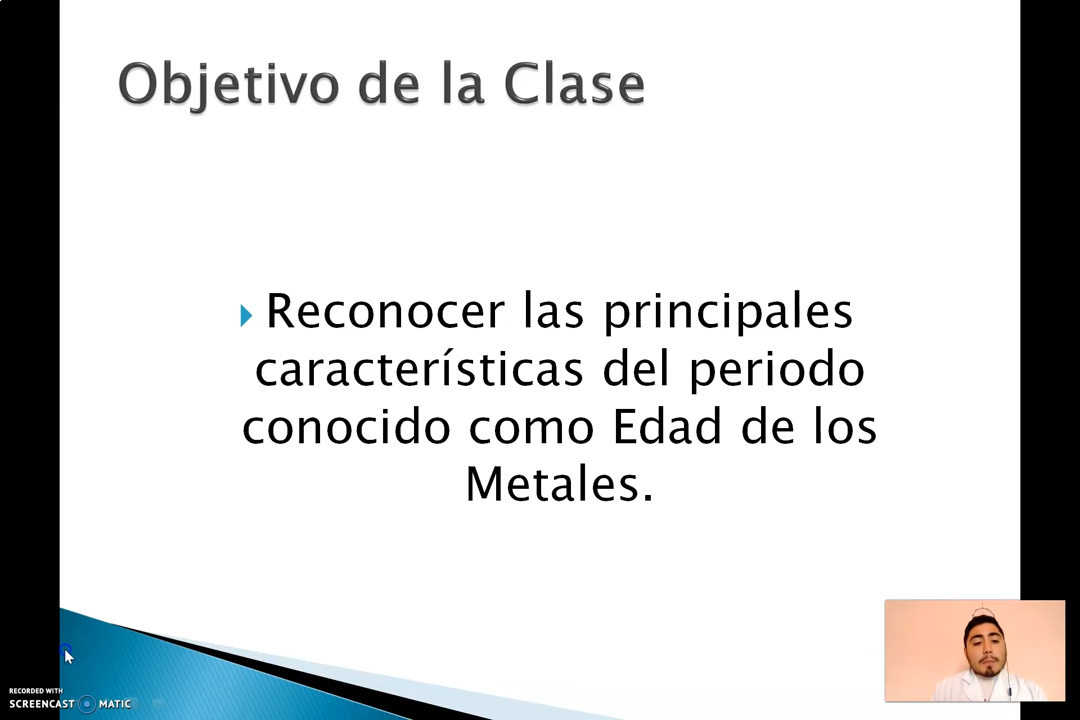 Objetivo de la Clase
Reconocer las principales
características del periodo
conocido como Edad de los
Metales.
RECORDED WITH
SCREENCAST MATIC